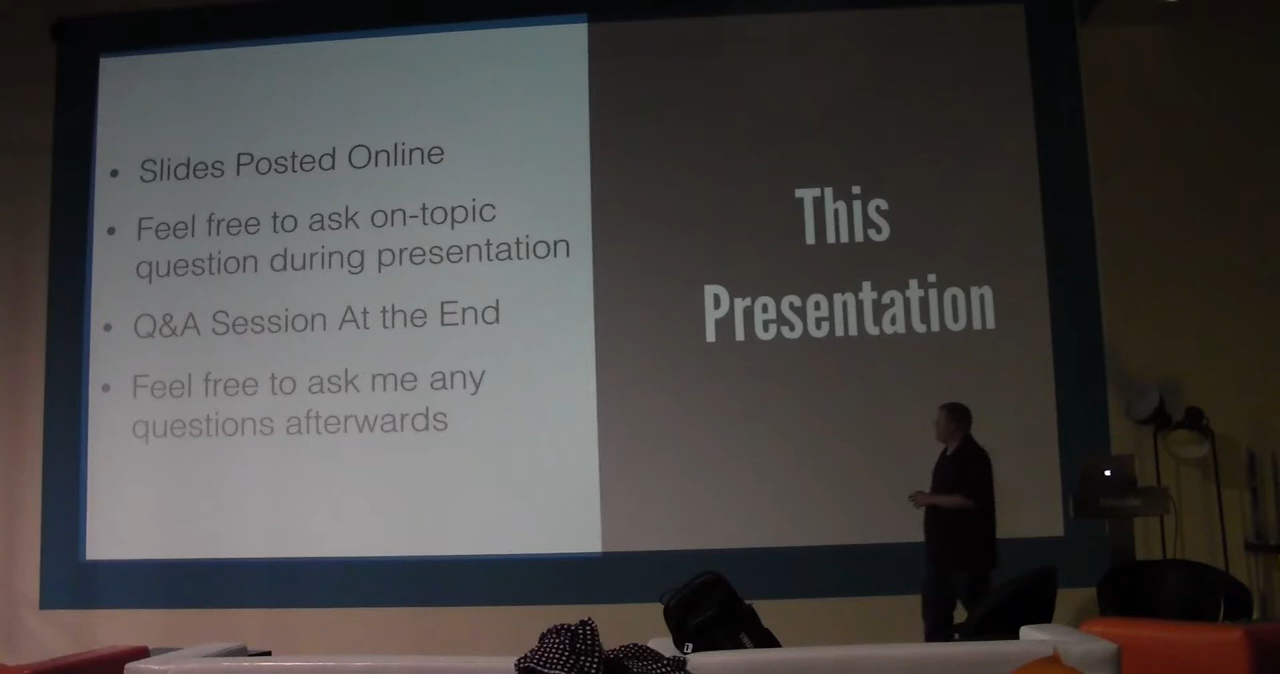 • Slides Posted Online
• Feel free to ask on-topic
question during presentation
• Q&A Session At the End
• Feel free to ask me any
questions afterwards
This
Presentation